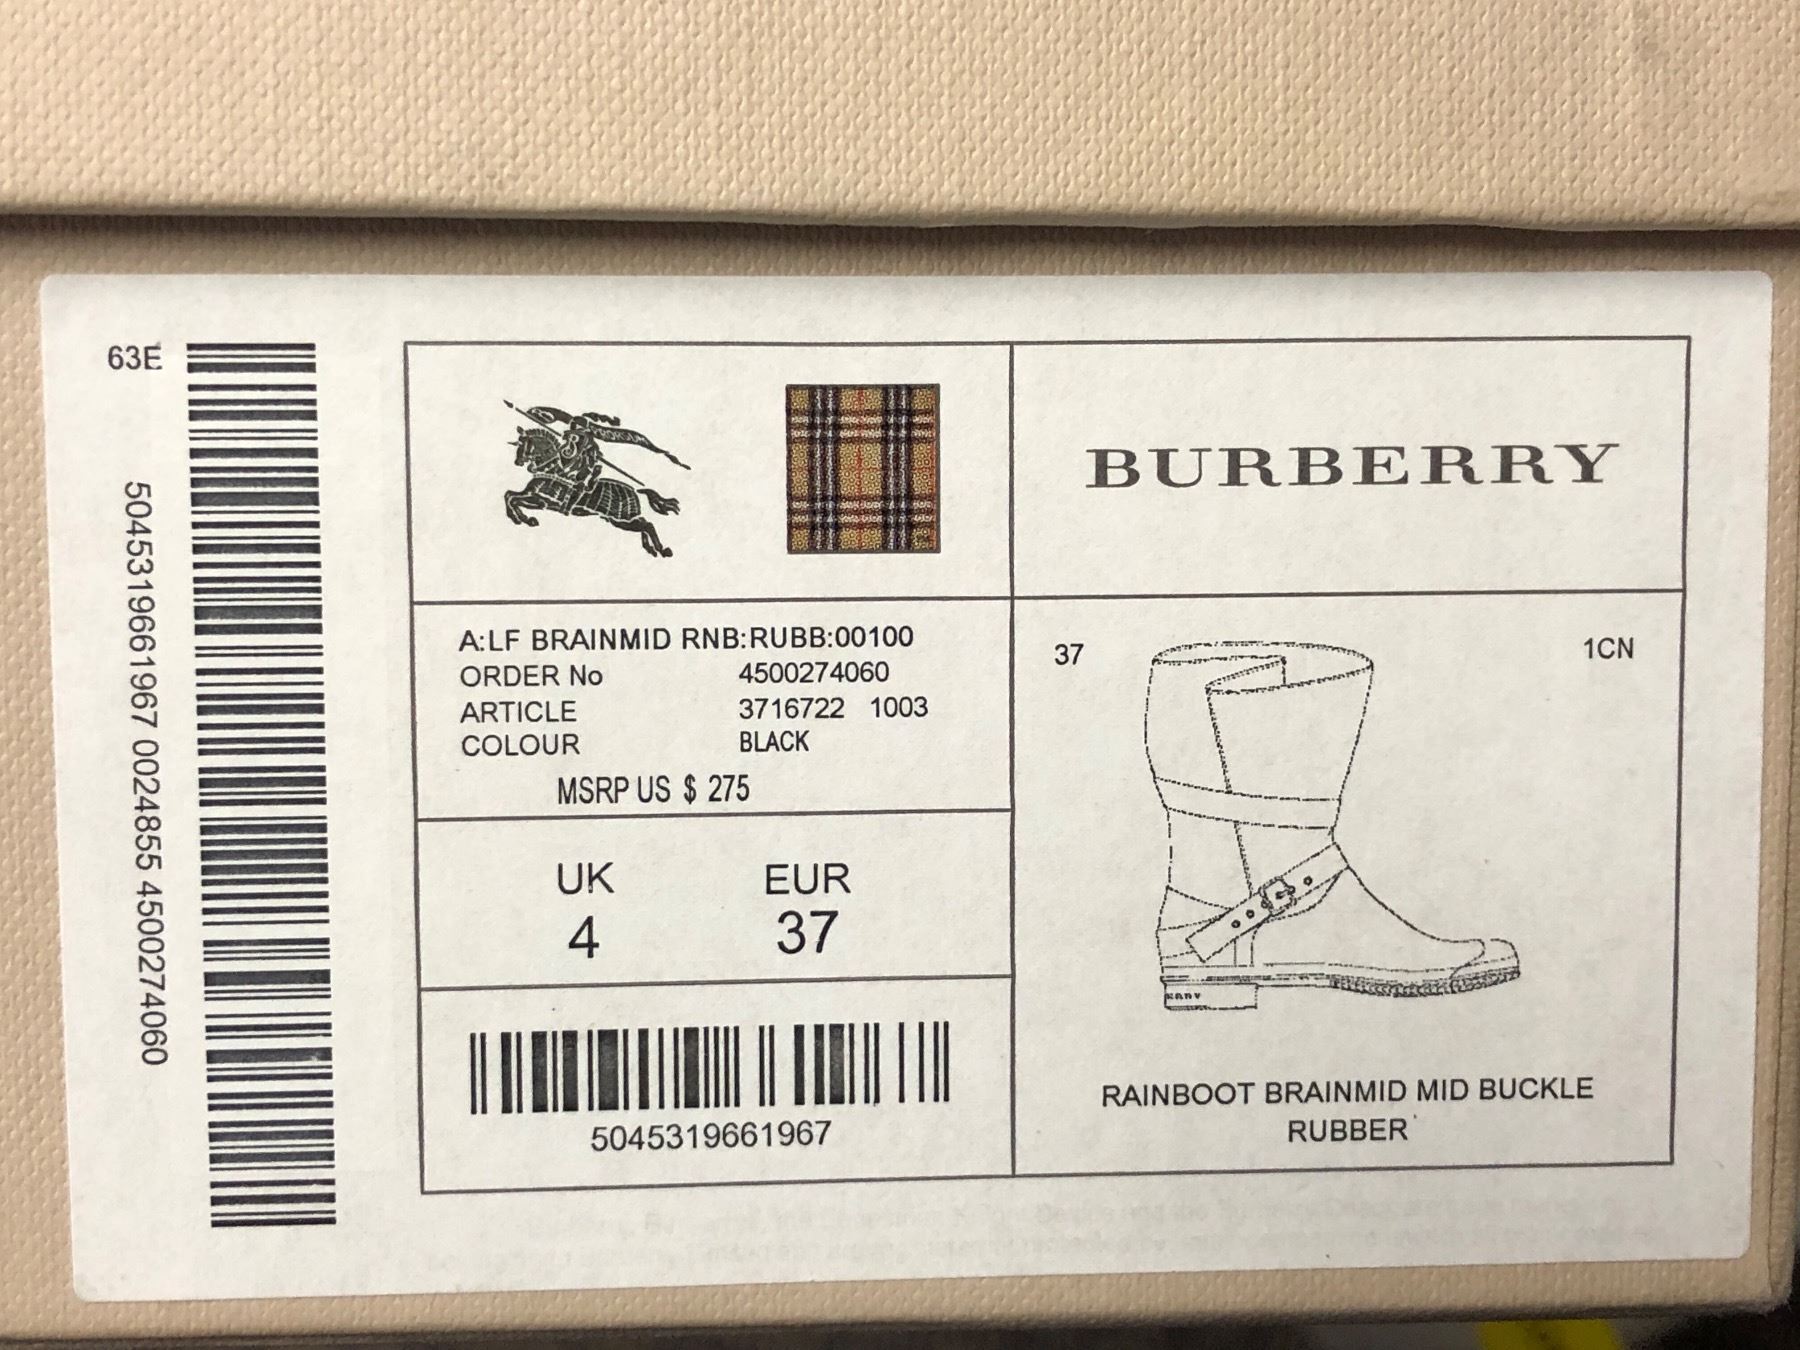 63E
5045319661967 0024855 4500274060
PRORSUM
BURBERRY
A:LF BRAINMID RNB:RUBB:00100
ORDER No 4500274060
ARTICLE 3716722 1003
COLOUR BLACK
MSRP US $ 275
UK EUR
4 37
5045319661967
37 1CN
RAINBOOT BRAINMID MID BUCKLE
RUBBER